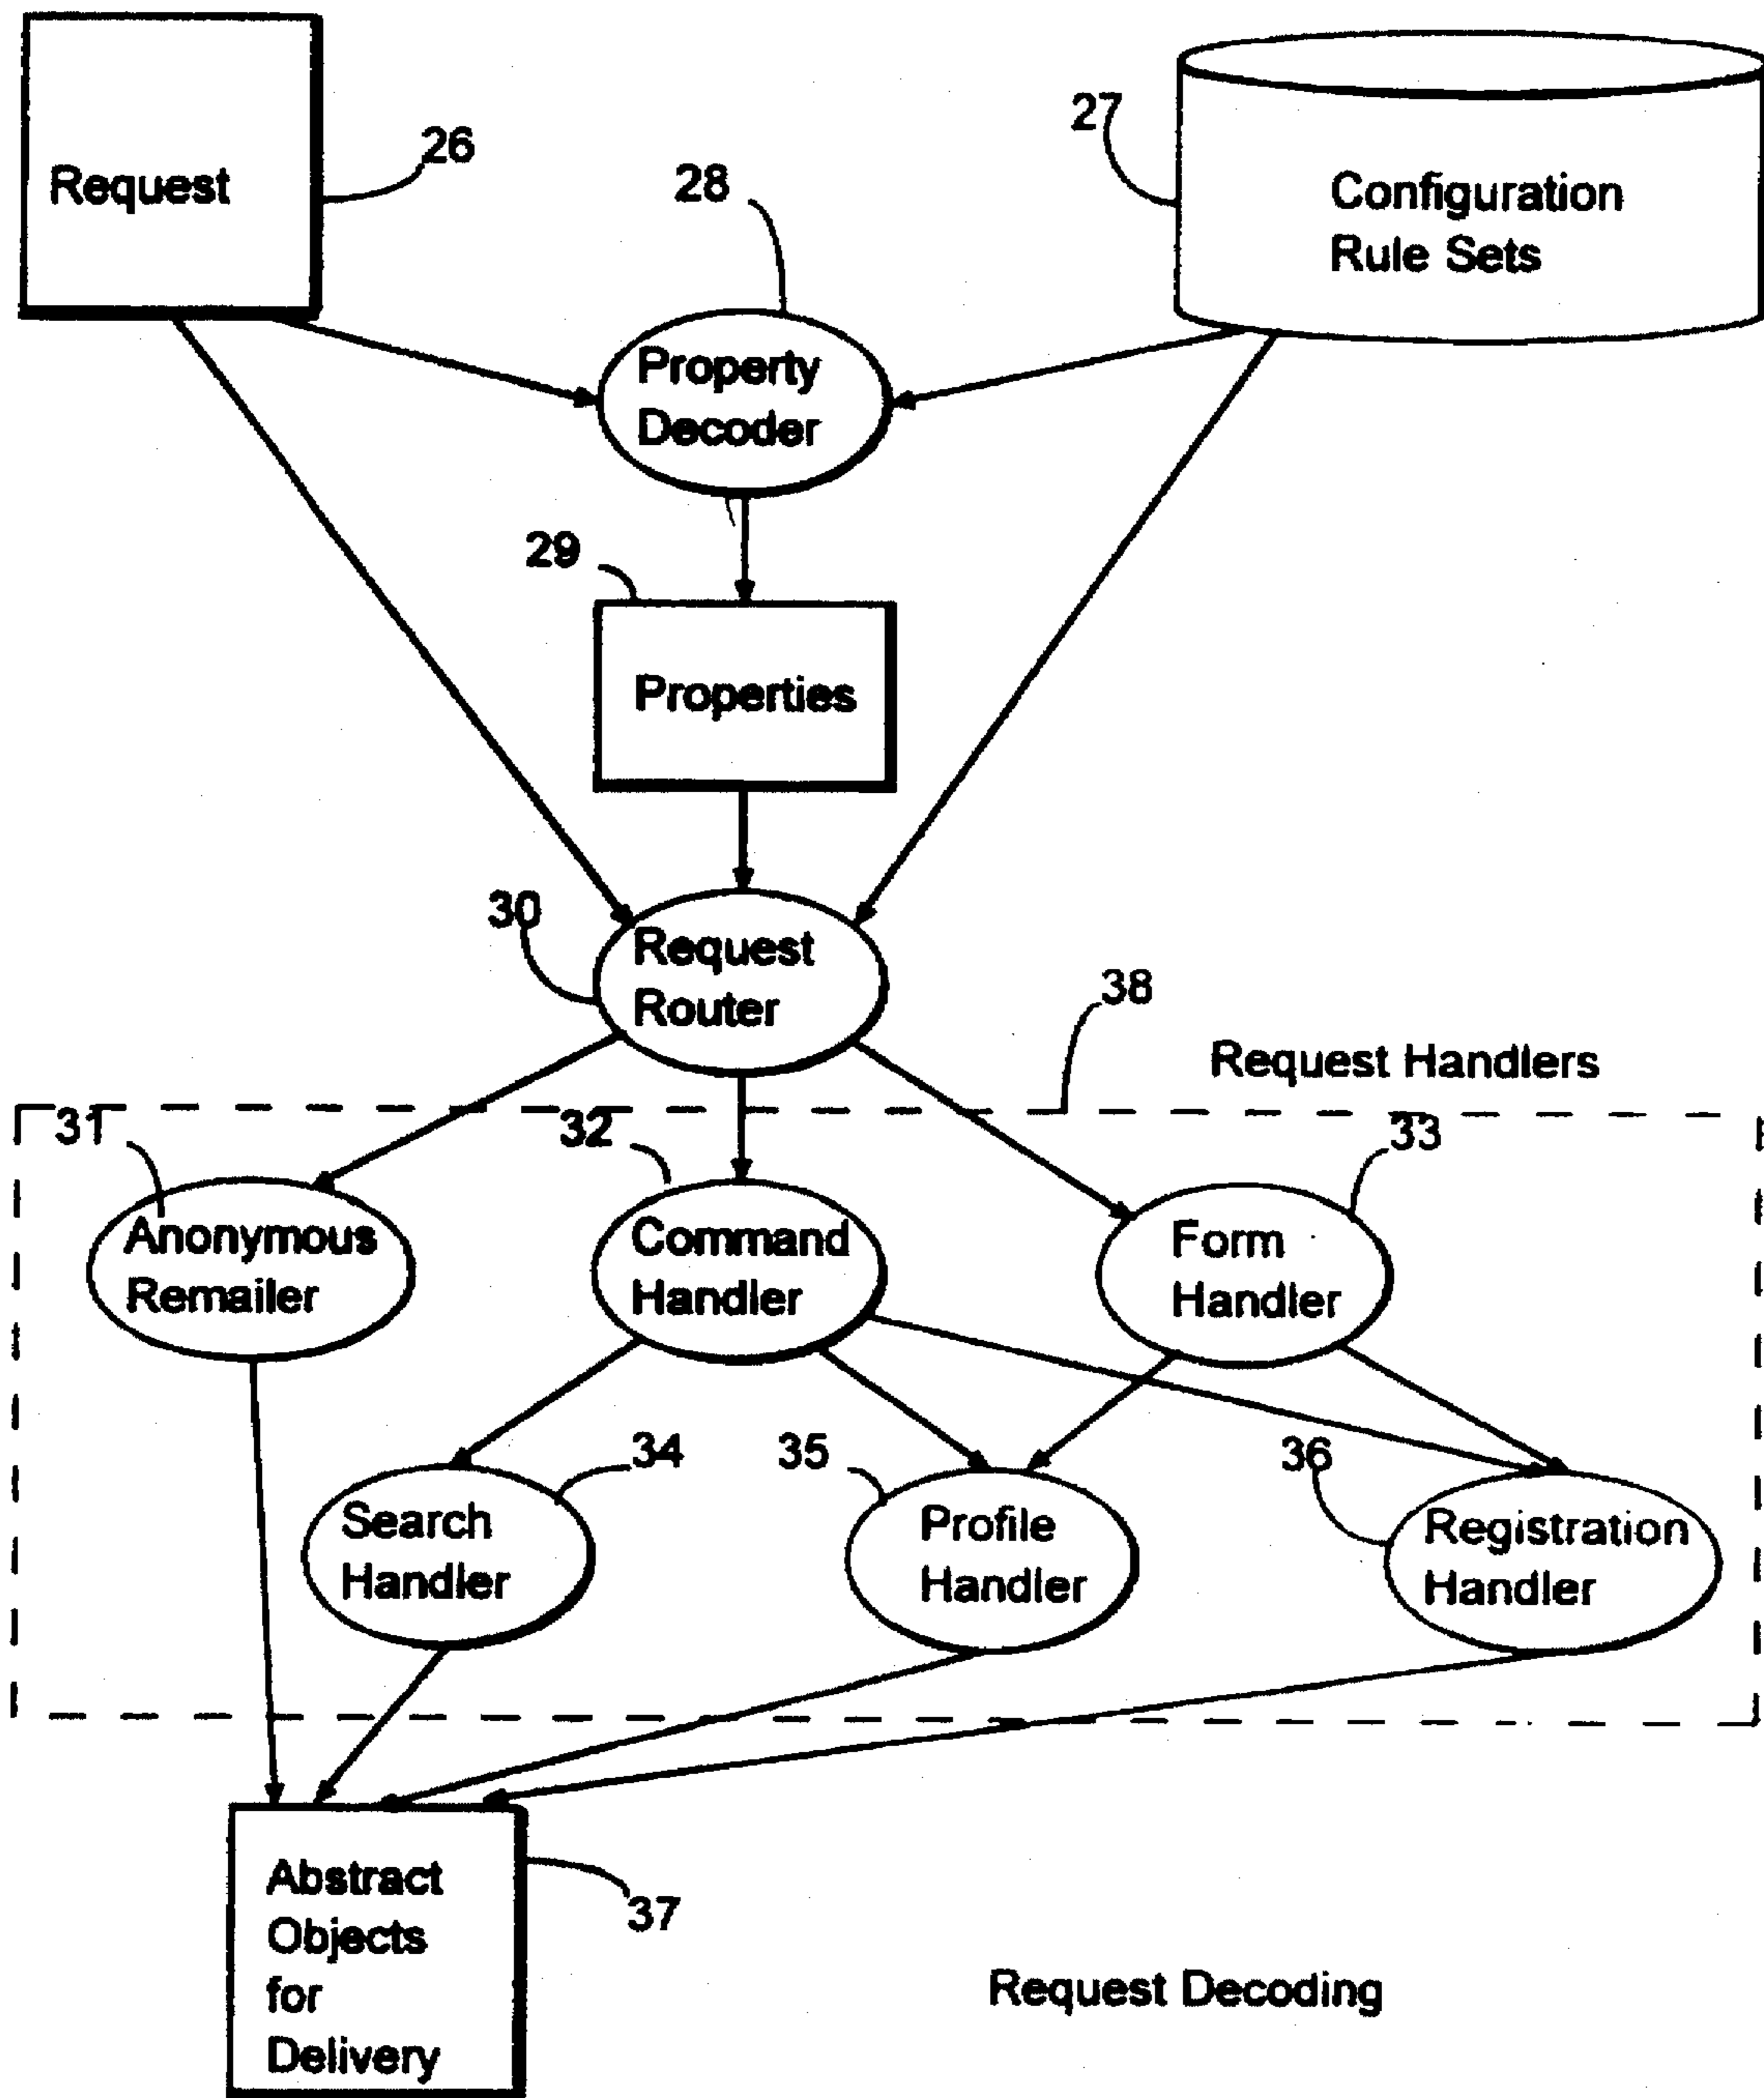 Request
26
27
Configuration
Rule Sets
28
Property
Decoder
29
Properties
30
Request
Router
38
Request Handlers
31
32
33
Anonymous
Remailer
Command
Handler
Form
Handler
34
35
36
Search
Handler
Profile
Handler
Registration
Handler
Abstract
Objects
for
Delivery
37
Request Decoding